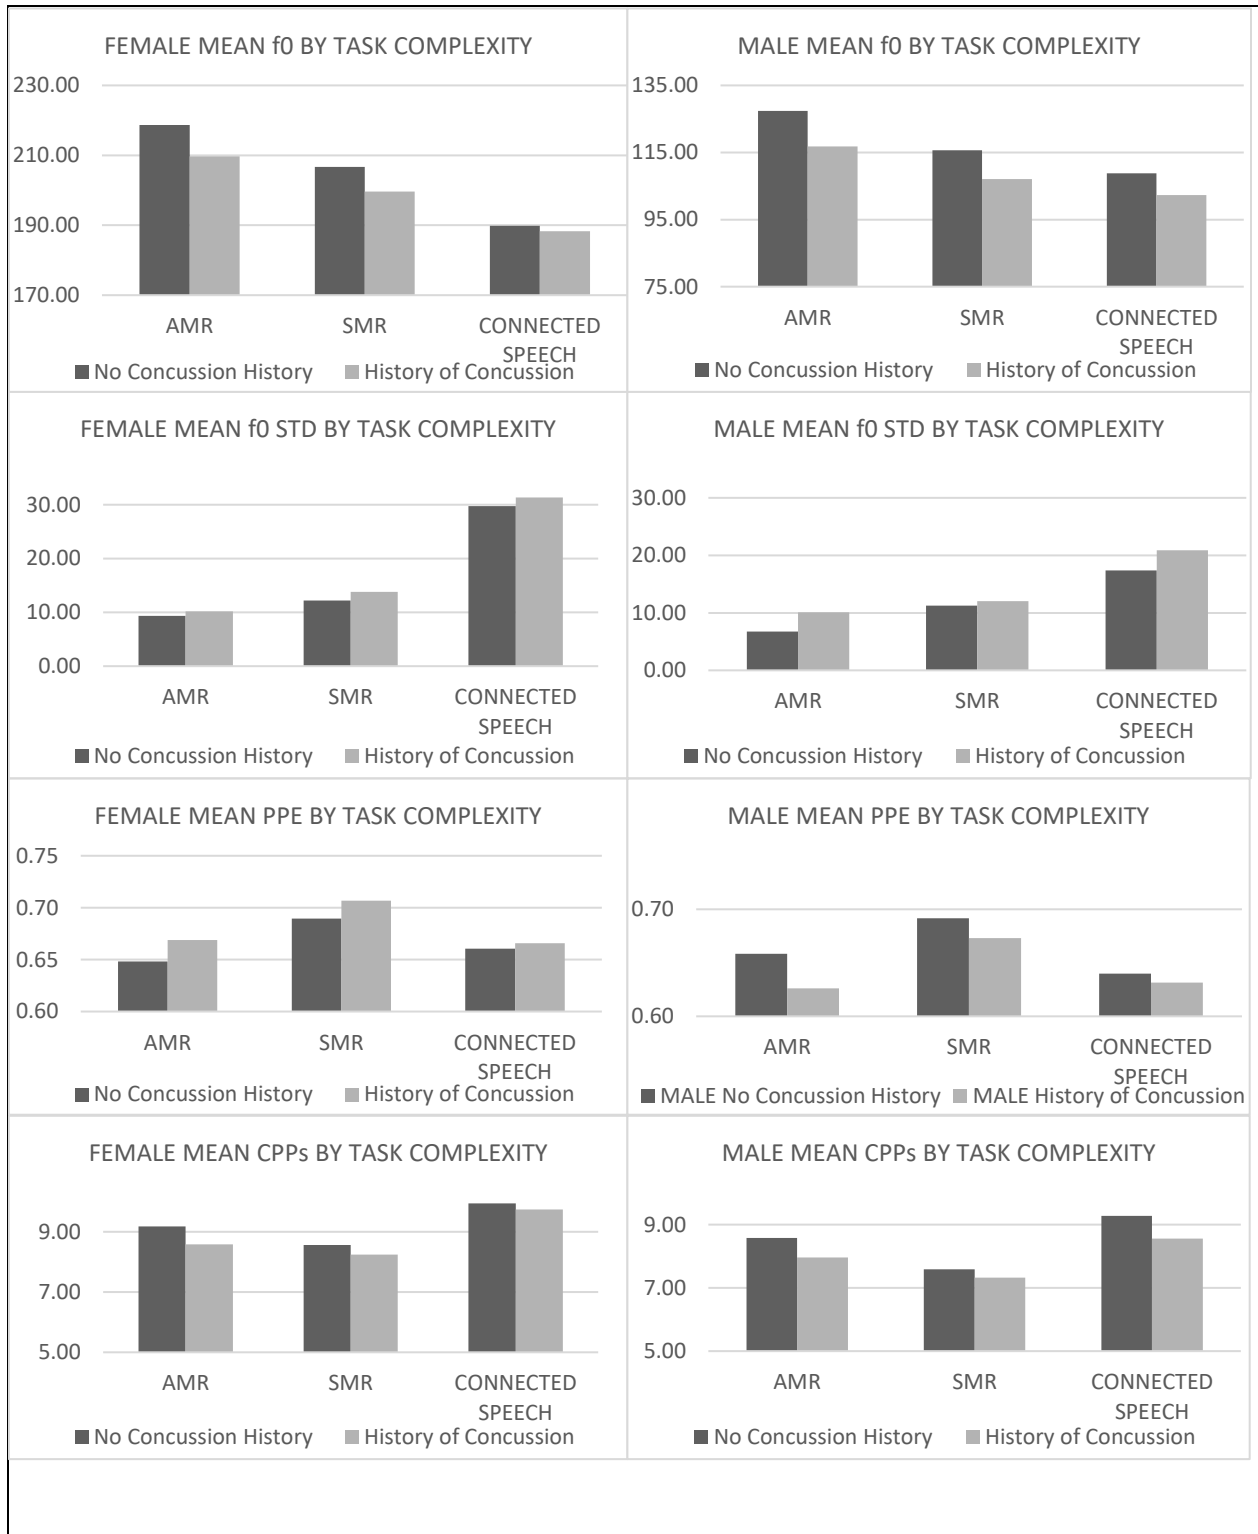 FEMALE MEAN f0 BY TASK COMPLEXITY
230.00
210.00
190.00
170.00
AMR SMR CONNECTED
SPEECH
No Concussion History History of Concussion
MALE MEAN f0 BY TASK COMPLEXITY
135.00
115.00
95.00
75.00
AMR SMR CONNECTED
SPEECH
No Concussion History History of Concussion
FEMALE MEAN f0 STD BY TASK COMPLEXITY
30.00
20.00
10.00
0.00
AMR SMR CONNECTED
SPEECH
No Concussion History History of Concussion
MALE MEAN f0 STD BY TASK COMPLEXITY
30.00
20.00
10.00
0.00
AMR SMR CONNECTED
SPEECH
No Concussion History History of Concussion
FEMALE MEAN PPE BY TASK COMPLEXITY
0.75
0.70
0.65
0.60
AMR SMR CONNECTED
SPEECH
No Concussion History History of Concussion
MALE MEAN PPE BY TASK COMPLEXITY
0.70
0.60
AMR SMR CONNECTED
SPEECH
MALE No Concussion History MALE History of Concussion
FEMALE MEAN CPPs BY TASK COMPLEXITY
9.00
7.00
5.00
AMR SMR CONNECTED
SPEECH
No Concussion History History of Concussion
MALE MEAN CPPs BY TASK COMPLEXITY
9.00
7.00
5.00
AMR SMR CONNECTED
SPEECH
No Concussion History History of Concussion